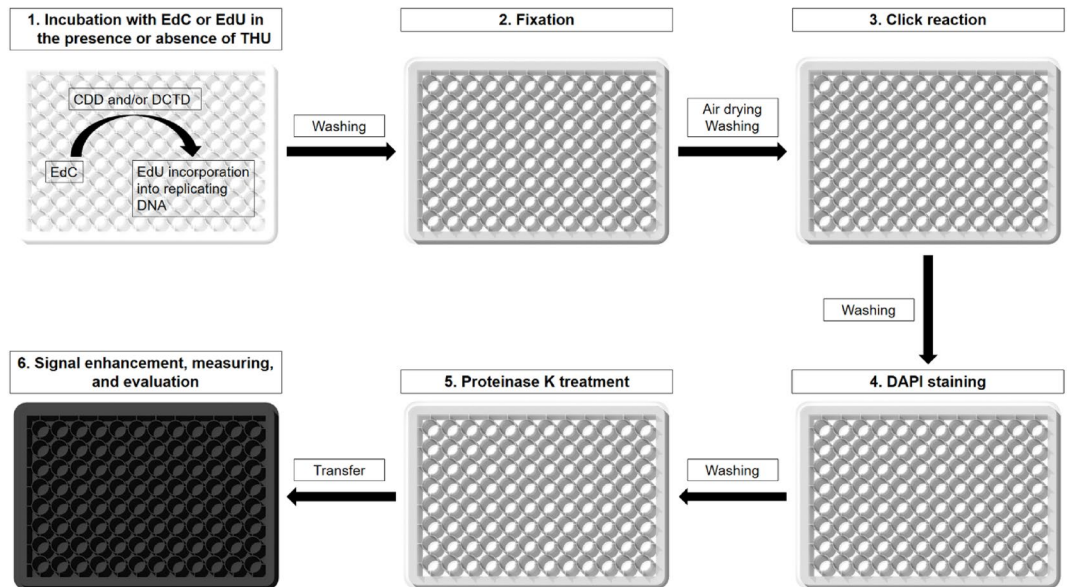 1. Incubation with EdC or EdU in
the presence or absence of THU
CDD and/or DCTD
EdC
EdU incorporation
into replicating
DNA
Washing
2. Fixation
Air drying
Washing
3. Click reaction
Washing
4. DAPI staining
Washing
5. Proteinase K treatment
Transfer
6. Signal enhancement, measuring,
and evaluation